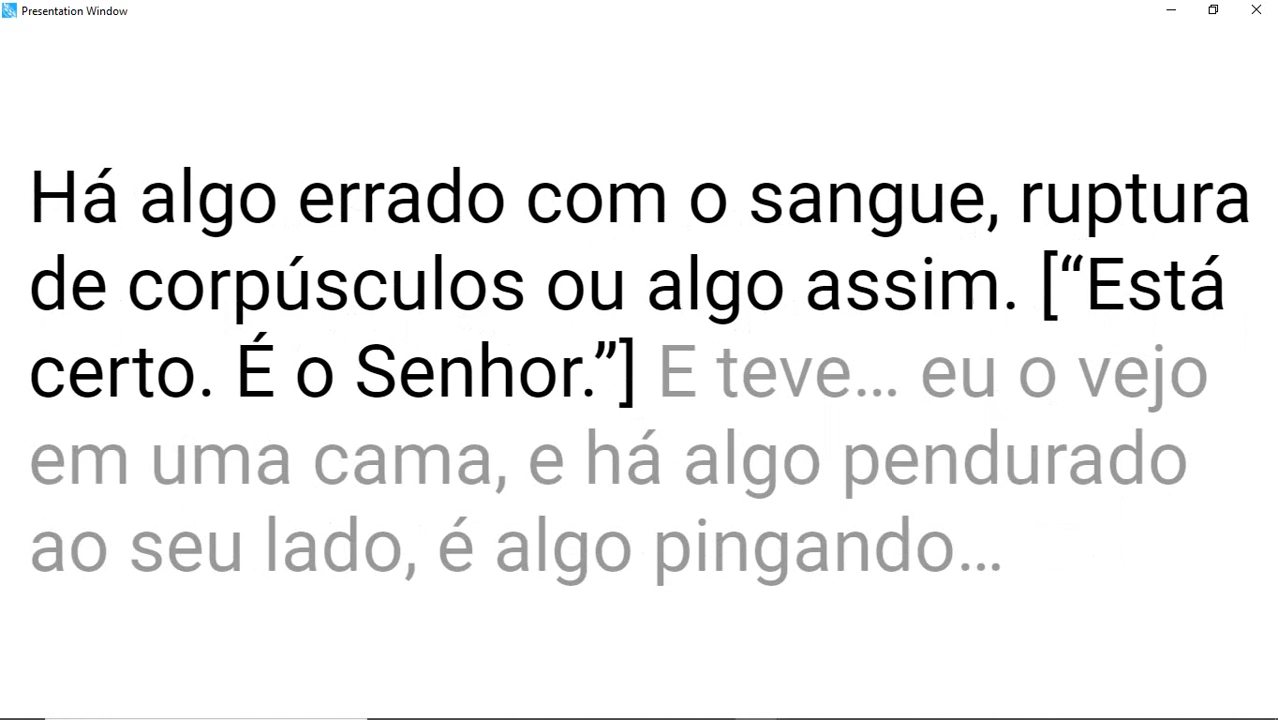 Presentation Window
Há algo errado com o sangue, ruptura
de corpúsculos ou algo assim. [“Está
certo. É o Senhor.”] E teve… eu o vejo
em uma cama, e há algo pendurado
ao seu lado, é algo pingando…